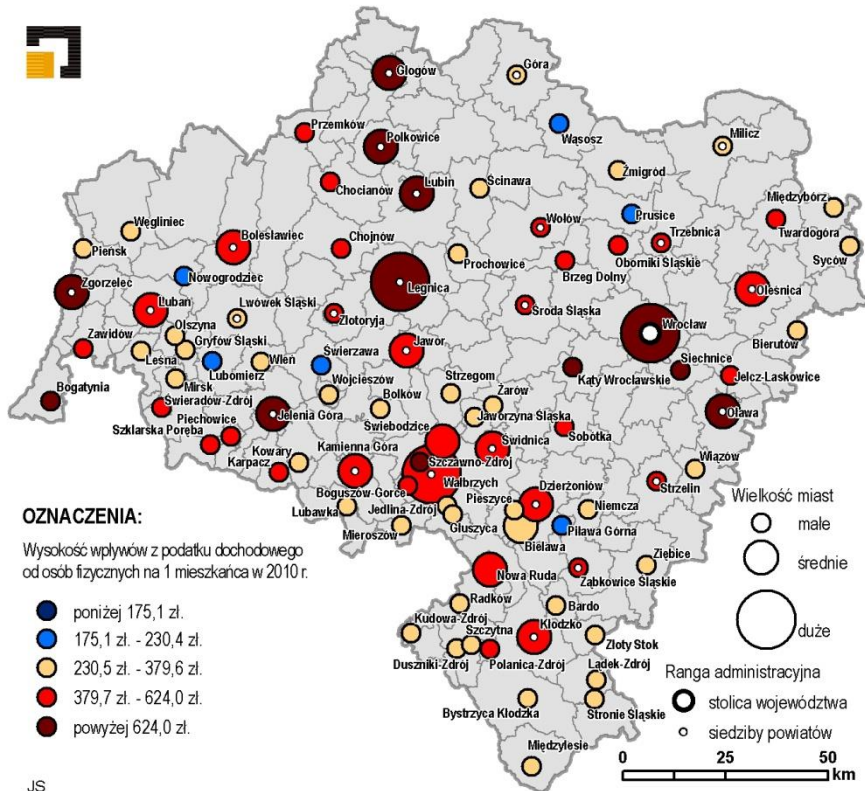 Głogów
Góra
Przemków
Wąsosz
Polkowice
Milicz
Żmigród
Lubin
Ścinawa
Chocianów
Międzybórz
Węgliniec
Prusice
Wołów
Trzebnica
Twardogóra
Bolesławiec
Chojnów
Pieńsk
Prochowice
Oborniki Śląskie
Syców
Brzeg Dolny
Nowogrodziec
Zgorzelec
Legnica
Oleśnica
Lubań
Lwówek Śląski
Środa Śląska
Złotoryja
Wrocław
Olszyna
Zawidów
Gryfów Śląski
Jawor
Bierutów
Leśna
Wleń
Świerzawa
Siechnice
Lubomierz
Kąty Wrocławskie
Jelcz-Laskowice
Mirsk
Wojcieszów
Strzegom
Żarów
Bogatynia
Świeradów-Zdrój
Bolków
Jaworzyna Śląska
Oława
Piechowice
Jelenia Góra
Świebodzice
Szklarska Poręba
Kamienna Góra
Świdnica
Sobótka
Kowary
Szczawno-Zdrój
Wiązów
Karpacz
Wałbrzych
Boguszów-Gorce
Dzierżoniów
Strzelin
Pieszyce
Jedlina-Zdrój
Niemcza
Lubawka
Głuszyca
Piława Górna
Mieroszów
Bielawa
Ziębice
Nowa Ruda
Ząbkowice Śląskie
Radków
Bardo
Kudowa-Zdrój
Szczytna
Kłodzko
Złoty Stok
Duszniki-Zdrój
Polanica-Zdrój
Lądek-Zdrój
Bystrzyca Kłodzka
Stronie Śląskie
Międzylesie
OZNACZENIA:
Wysokość wpływów z podatku dochodowego
od osób fizycznych na 1 mieszkańca w 2010 r.
poniżej 175,1 zł.
175,1 zł. - 230,4 zł.
230,5 zł. - 379,6 zł.
379,7 zł. - 624,0 zł.
powyżej 624,0 zł.
JS
Wielkość miast
małe
średnie
duże
Ranga administracyjna
stolica województwa
siedziby powiatów
0 25 50
km